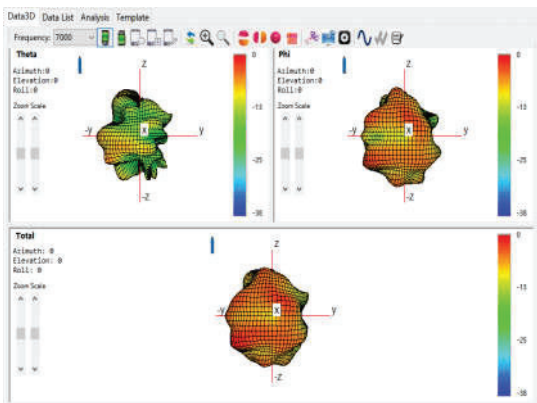 Data3D Data List Analysis Template
Frequency: 7000
Theta
Azimuth:0
Elevation:0
Roll:0
Zoom Scale
z
-y
x
y
-z
0
-13
-25
-38
Phi
Azimuth:0
Elevation:0
Roll:0
Zoom Scale
z
-y
x
y
-z
0
-13
-25
-38
Total
Azimuth: 0
Elevation: 0
Roll: 0
Zoom Scale
z
-y
x
y
-z
0
-13
-25
-38